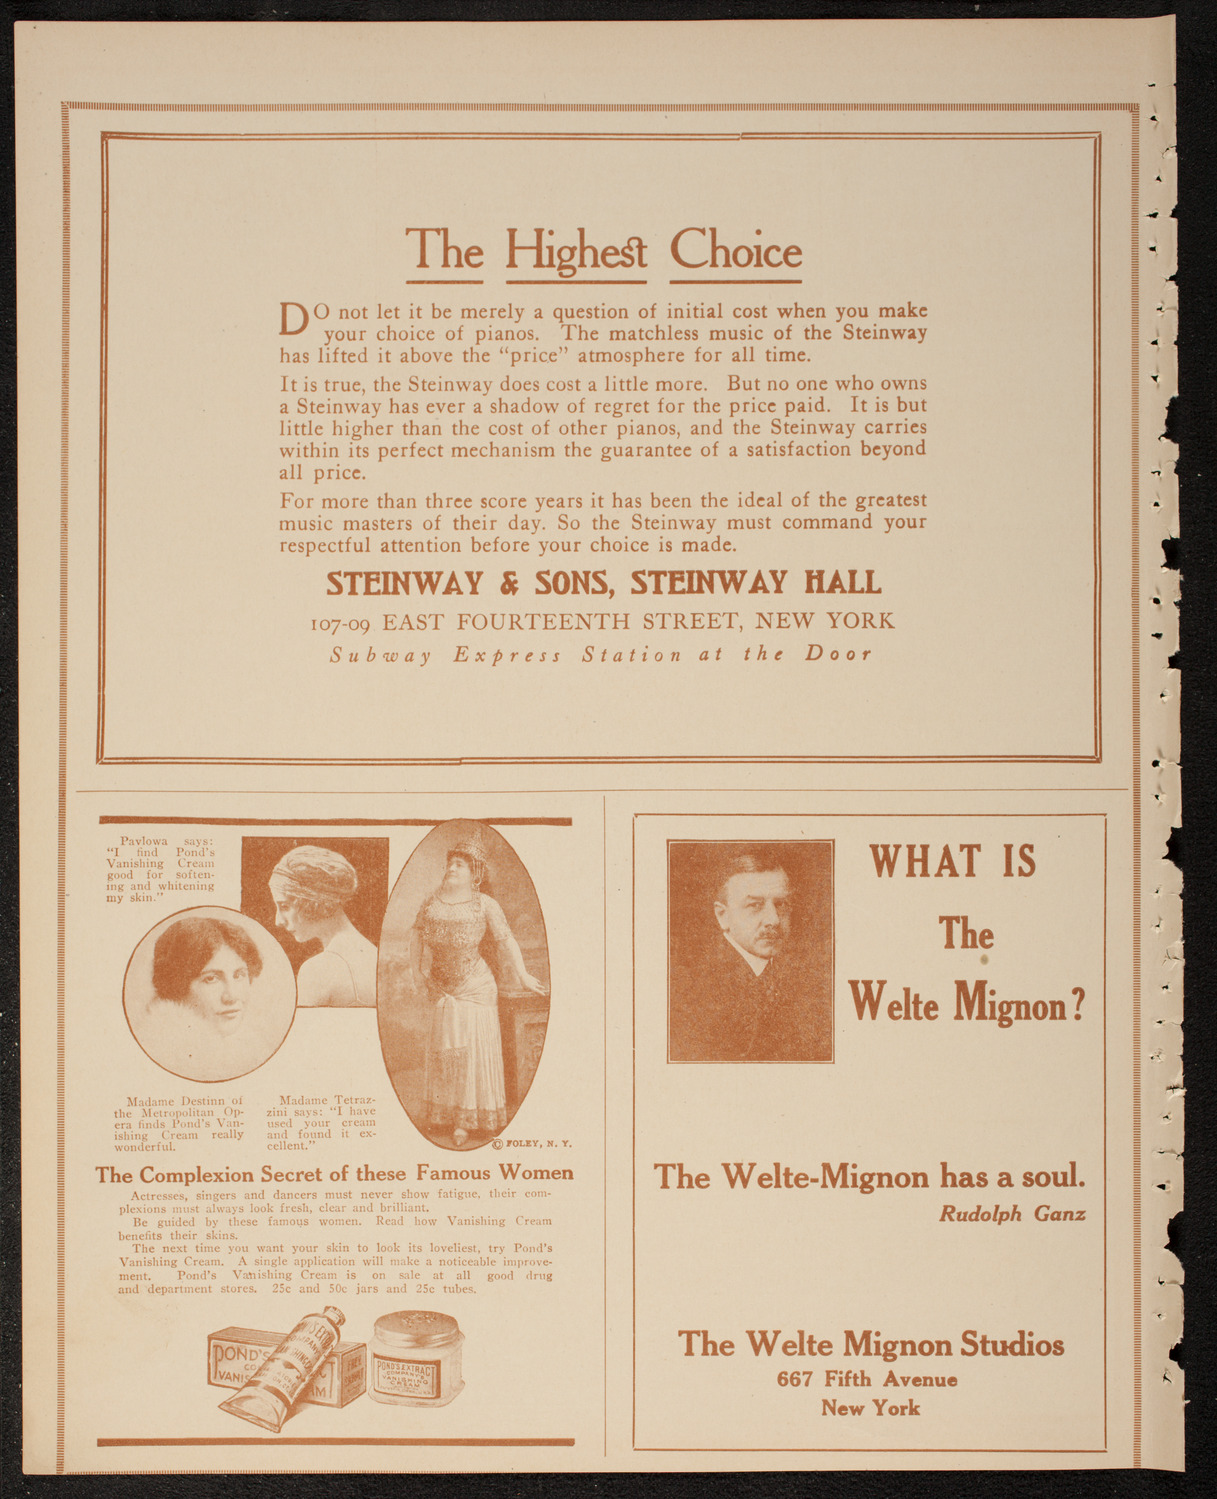 The Highest Choice
DO not let it be merely a question of initial cost when you make
your choice of pianos. The matchless music of the Steinway
has lifted it above the "price" atmosphere for all time.
It is true, the Steinway does cost a little more. But no one who owns
a Steinway has ever a shadow of regret for the price paid. It is but
little higher than the cost of other pianos, and the Steinway carries
within its perfect mechanism the guarantee of a satisfaction beyond
all price.
For more than three score years it has been the ideal of the greatest
music masters of their day. So the Steinway must command your
respectful attention before your choice is made.
STEINWAY & SONS, STEINWAY HALL
107-09 EAST FOURTEENTH STREET, NEW YORK
Subway Express Station at the Door
Pavlowa says:
"I find Pond's
Vanishing Cream
good for soften-
ing and whitening
my skin."
Madame Destinn of
the Metropolitan Op-
era finds Pond's Van-
ishing Cream really
wonderful.
Madame Tetraz-
zini says: "I have
used your cream
and found it ex-
cellent."
© FOLEY, N. Y.
The Complexion Secret of these Famous Women
Actresses, singers and dancers must never show fatigue, their com-
plexions must always look fresh, clear and brilliant.
Be guided by these famous women. Read how Vanishing Cream
benefits their skins.
The next time you want your skin to look its loveliest, try Pond's
Vanishing Cream. A single application will make a noticeable improve-
ment. Pond's Vanishing Cream is on sale at all good drug
and department stores. 25c and 50c jars and 25c tubes.
POND'S
VANIS
POND'S EXTRACT
COMPANY'S
VANISHING
CREAM
WHAT IS
The
Welte Mignon?
The Welte-Mignon has a soul.
Rudolph Ganz
The Welte Mignon Studios
667 Fifth Avenue
New York